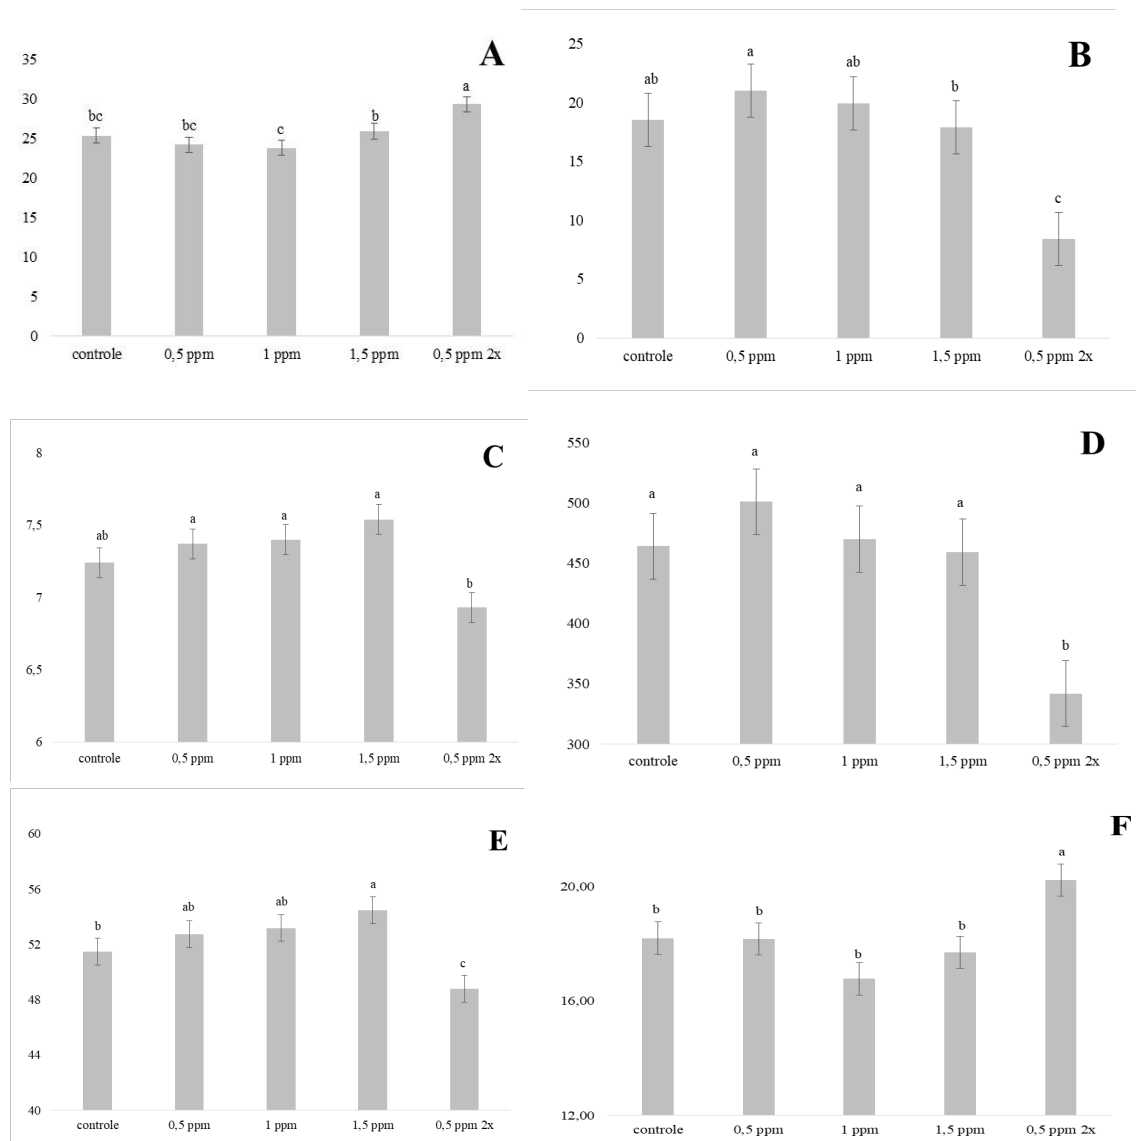 A
35
30
25
20
15
10
5
0
bc
bc
c
b
a
controle
0,5 ppm
1 ppm
1,5 ppm
0,5 ppm 2x
B
25
20
15
10
5
0
ab
a
ab
b
c
controle
0,5 ppm
1 ppm
1,5 ppm
0,5 ppm 2x
C
8
7,5
7
6,5
6
ab
a
a
a
b
controle
0,5 ppm
1 ppm
1,5 ppm
0,5 ppm 2x
D
550
500
450
400
350
300
a
a
a
a
b
controle
0,5 ppm
1 ppm
1,5 ppm
0,5 ppm 2x
E
60
56
52
48
44
40
b
ab
ab
a
c
controle
0,5 ppm
1 ppm
1,5 ppm
0,5 ppm 2x
F
20,00
16,00
12,00
b
b
b
b
a
controle
0,5 ppm
1 ppm
1,5 ppm
0,5 ppm 2x